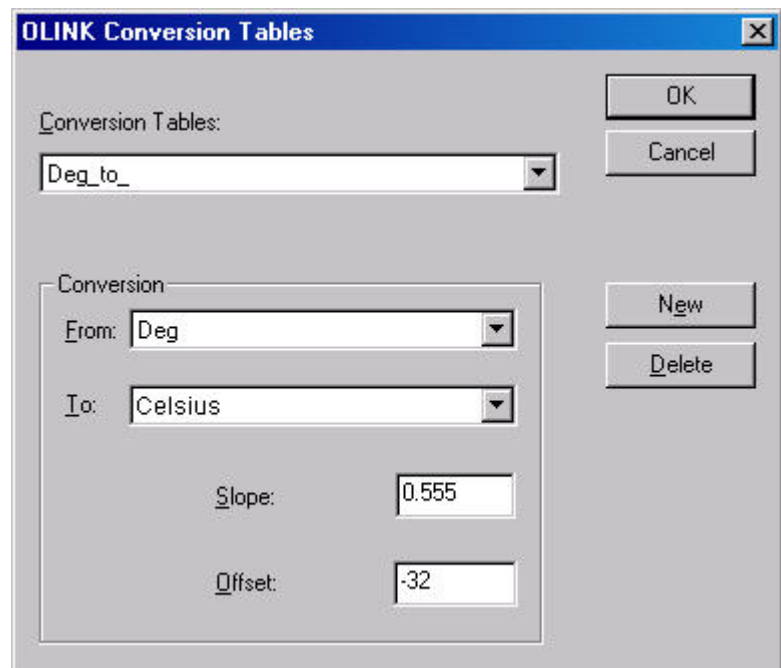 OLINK Conversion Tables
OK
Conversion Tables:
Cancel
Deg_to_
Conversion
New
From: Deg
Delete
To: Celsius
Slope: 0.555
Offset: -32